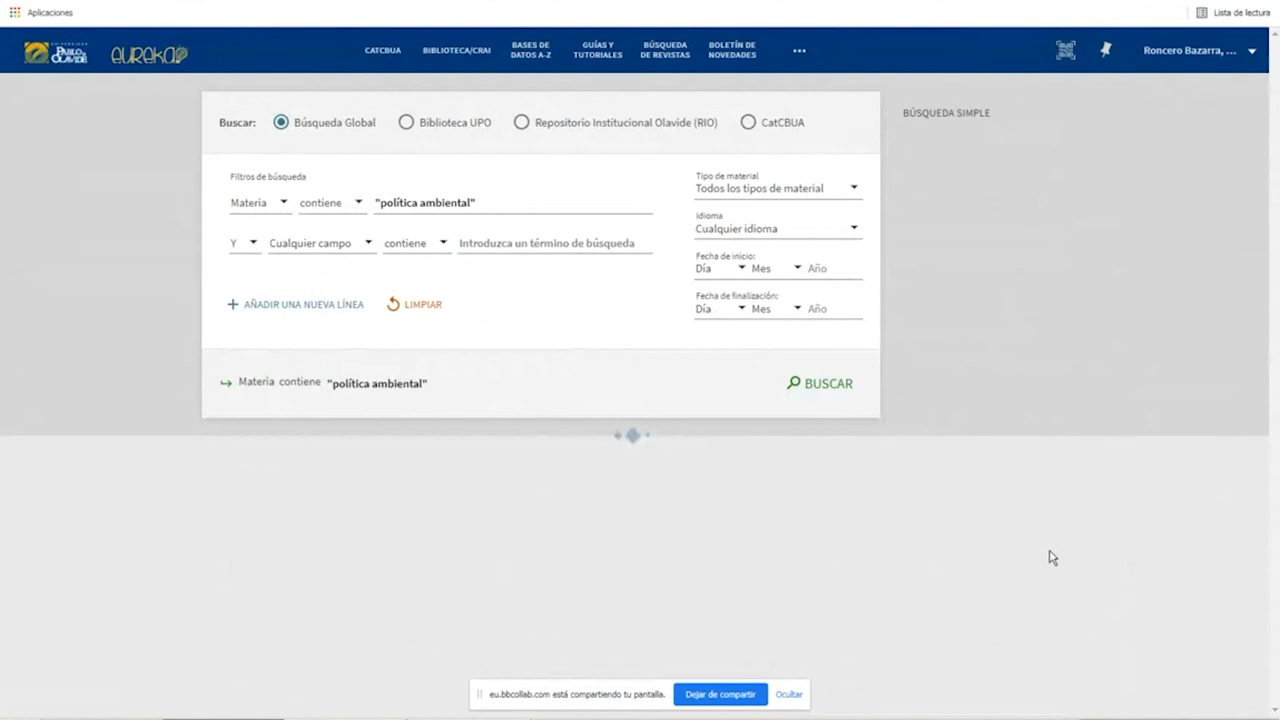 Aplicaciones
Lista de lectura
UNIVERSIDAD
PABLO
OLAVIDE
eureka
CATCBUA
BIBLIOTECA/CRAI
BASES DE
DATOS A-Z
GUÍAS Y
TUTORIALES
BÚSQUEDA
DE REVISTAS
BOLETÍN DE
NOVEDADES
Roncero Bazarra, ...
Buscar:
Búsqueda Global
Biblioteca UPO
Repositorio Institucional Olavide (RIO)
CatCBUA
BÚSQUEDA SIMPLE
Filtros de búsqueda
Materia contiene "política ambiental"
Y Cualquier campo contiene Introduzca un término de búsqueda
AÑADIR UNA NUEVA LÍNEA
LIMPIAR
Tipo de material
Todos los tipos de material
Idioma
Cualquier idioma
Fecha de inicio:
Día Mes Año
Fecha de finalización:
Día Mes Año
Materia contiene "política ambiental"
BUSCAR
eu.bbcollab.com está compartiendo tu pantalla.
Dejar de compartir
Ocultar